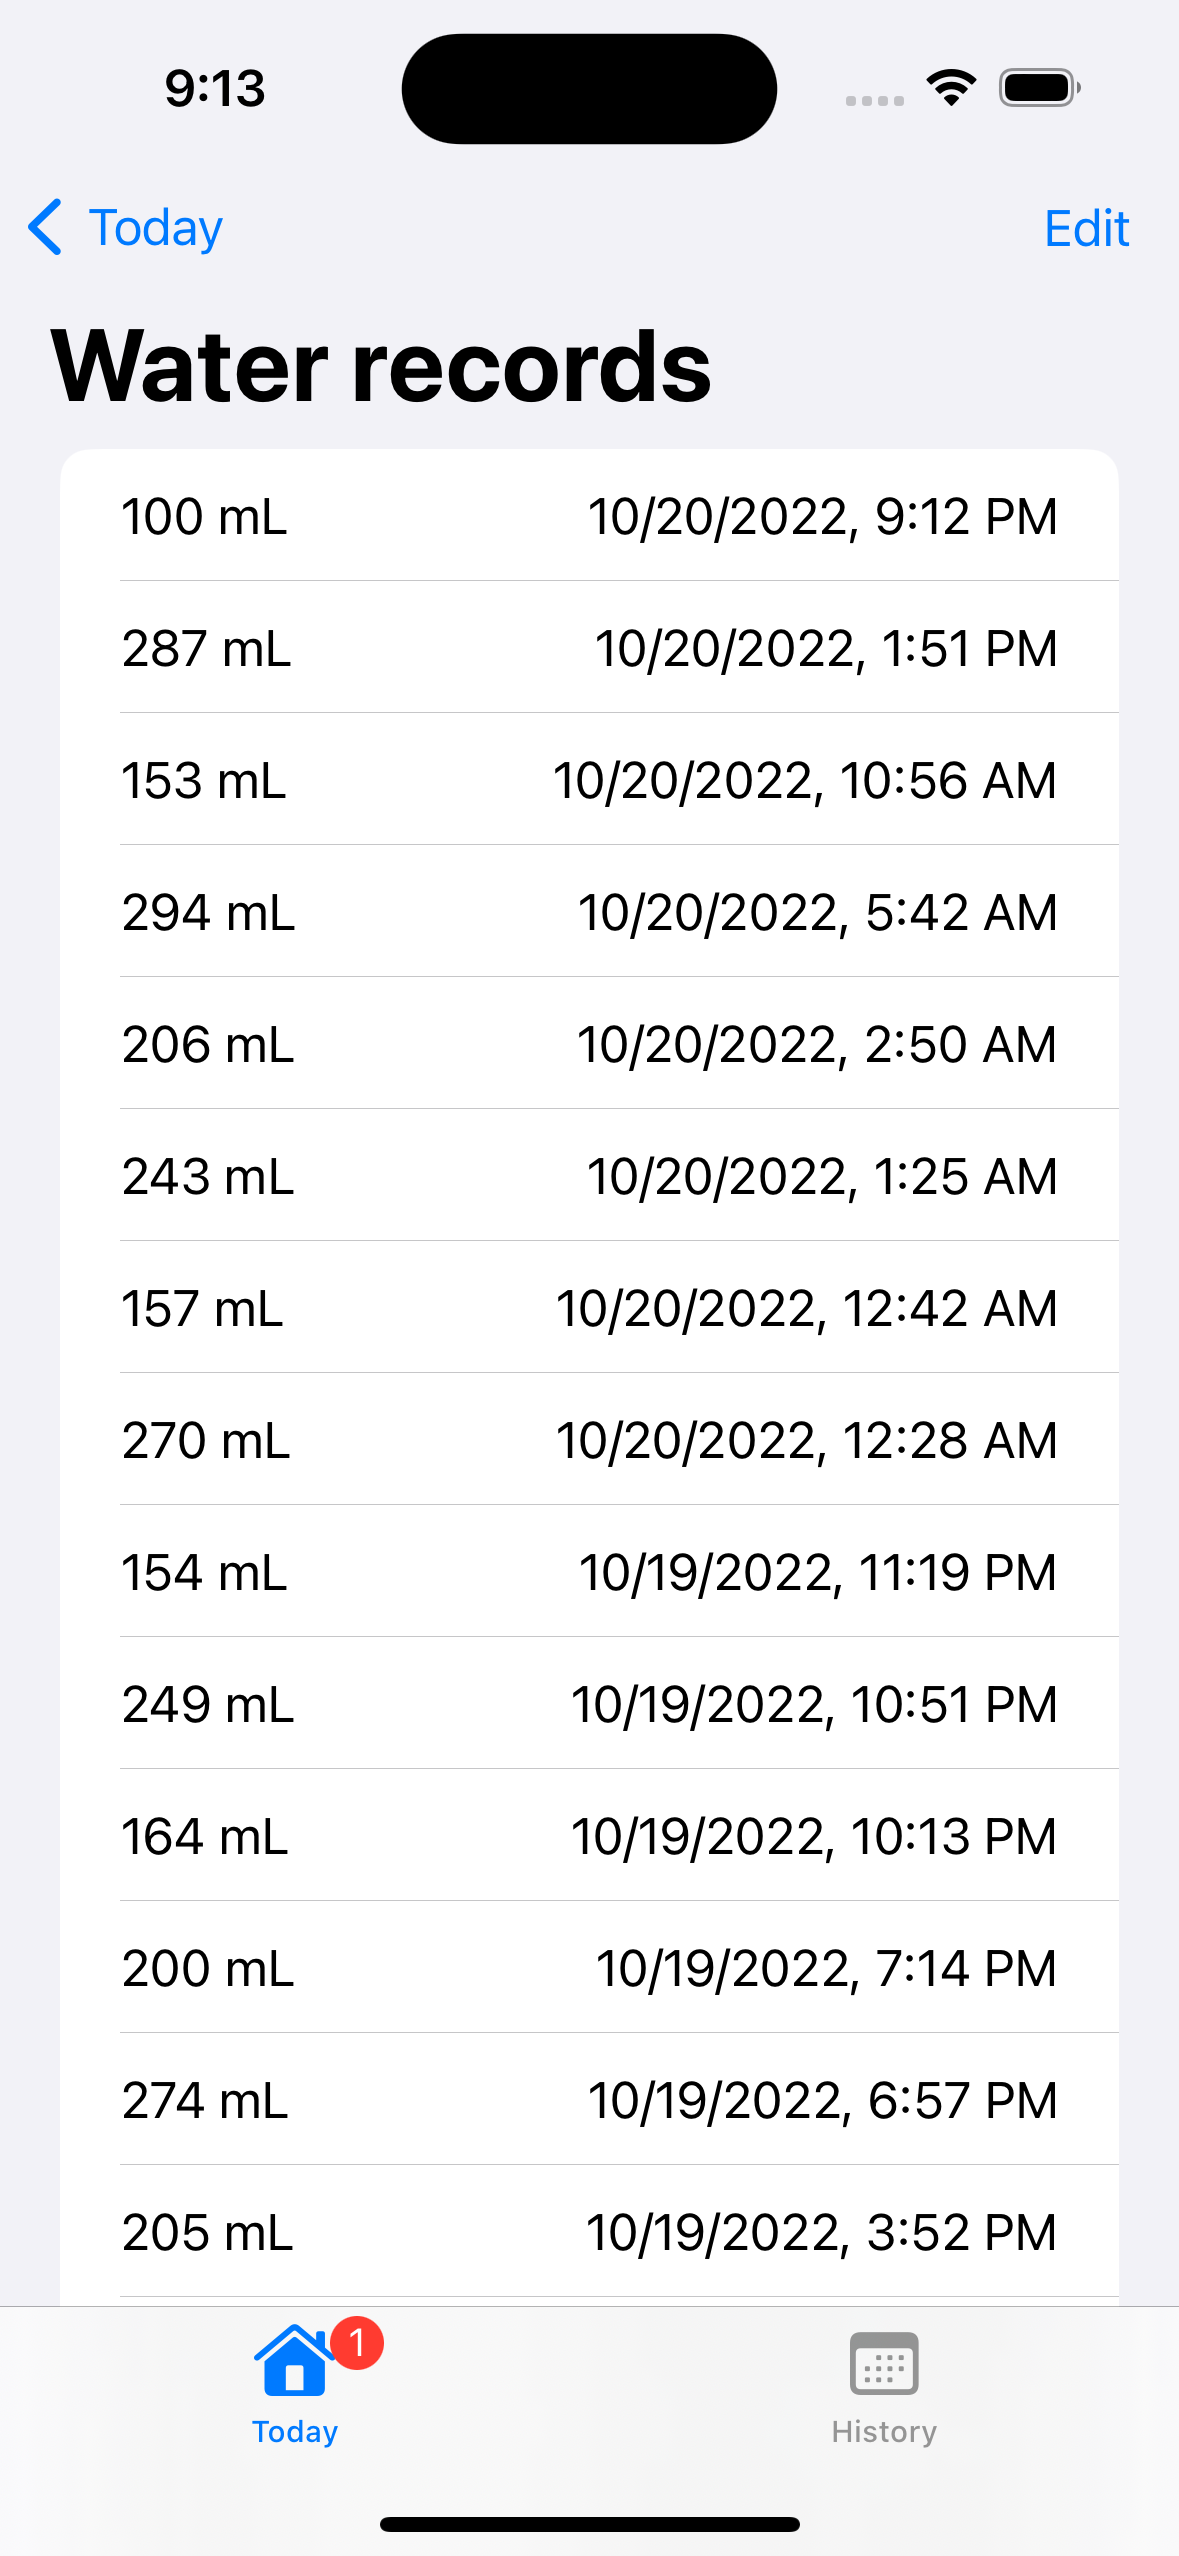 9:13
Today
Edit
Water records
100 mL 10/20/2022, 9:12 PM
287 mL 10/20/2022, 1:51 PM
153 mL 10/20/2022, 10:56 AM
294 mL 10/20/2022, 5:42 AM
206 mL 10/20/2022, 2:50 AM
243 mL 10/20/2022, 1:25 AM
157 mL 10/20/2022, 12:42 AM
270 mL 10/20/2022, 12:28 AM
154 mL 10/19/2022, 11:19 PM
249 mL 10/19/2022, 10:51 PM
164 mL 10/19/2022, 10:13 PM
200 mL 10/19/2022, 7:14 PM
274 mL 10/19/2022, 6:57 PM
205 mL 10/19/2022, 3:52 PM
1
Today
History